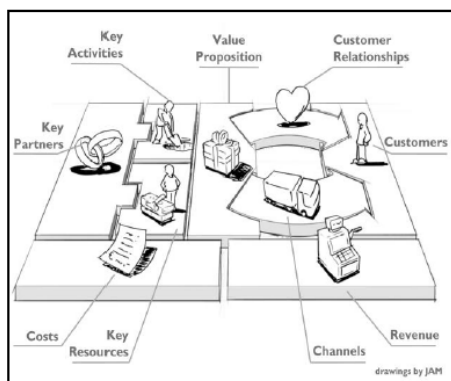 Key
Activities
Value
Proposition
Customer
Relationships
Key
Partners
Customers
Costs
Key
Resources
Channels
Revenue
drawings by JAM